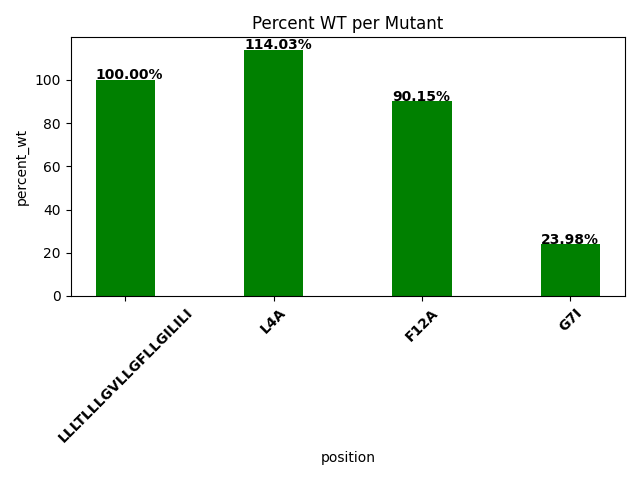 Percent WT per Mutant
percent_wt
100
80
60
40
20
0
100.00%
114.03%
90.15%
23.98%
LLLTLLLGVLLGFLLGILILI
L4A
F12A
G7I
position